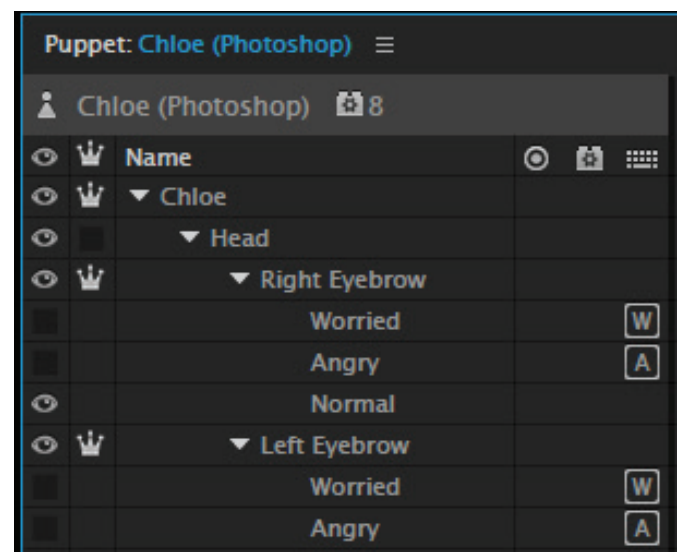 Puppet: Chloe (Photoshop)
Chloe (Photoshop) 8
Name
Chloe
Head
Right Eyebrow
Worried W
Angry A
Normal
Left Eyebrow
Worried W
Angry A